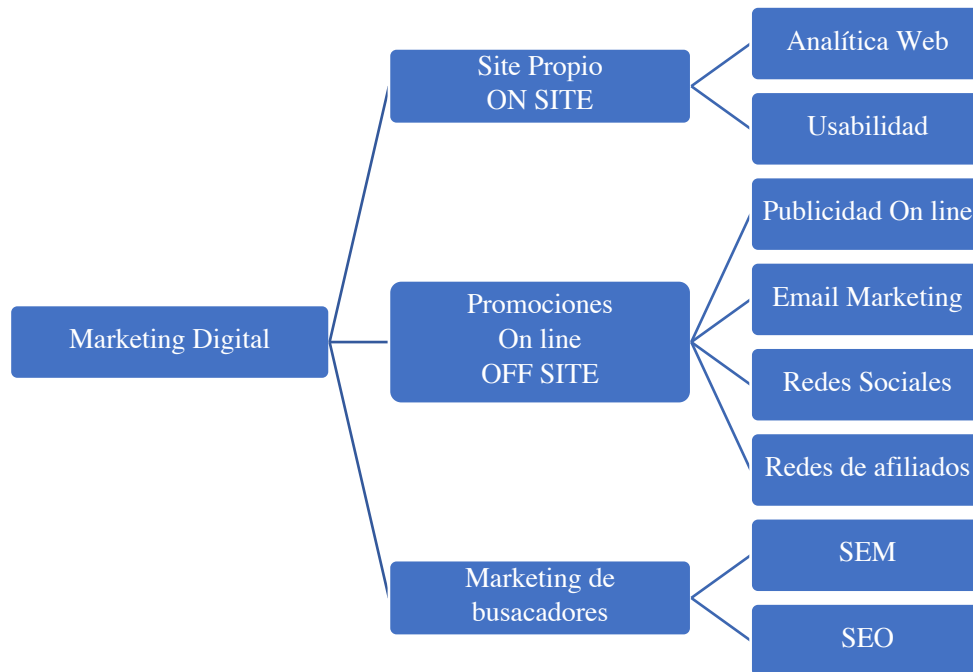 Marketing Digital
Site Propio
ON SITE
Analítica Web
Usabilidad
Promociones
On line
OFF SITE
Publicidad On line
Email Marketing
Redes Sociales
Redes de afiliados
Marketing de
busacadores
SEM
SEO